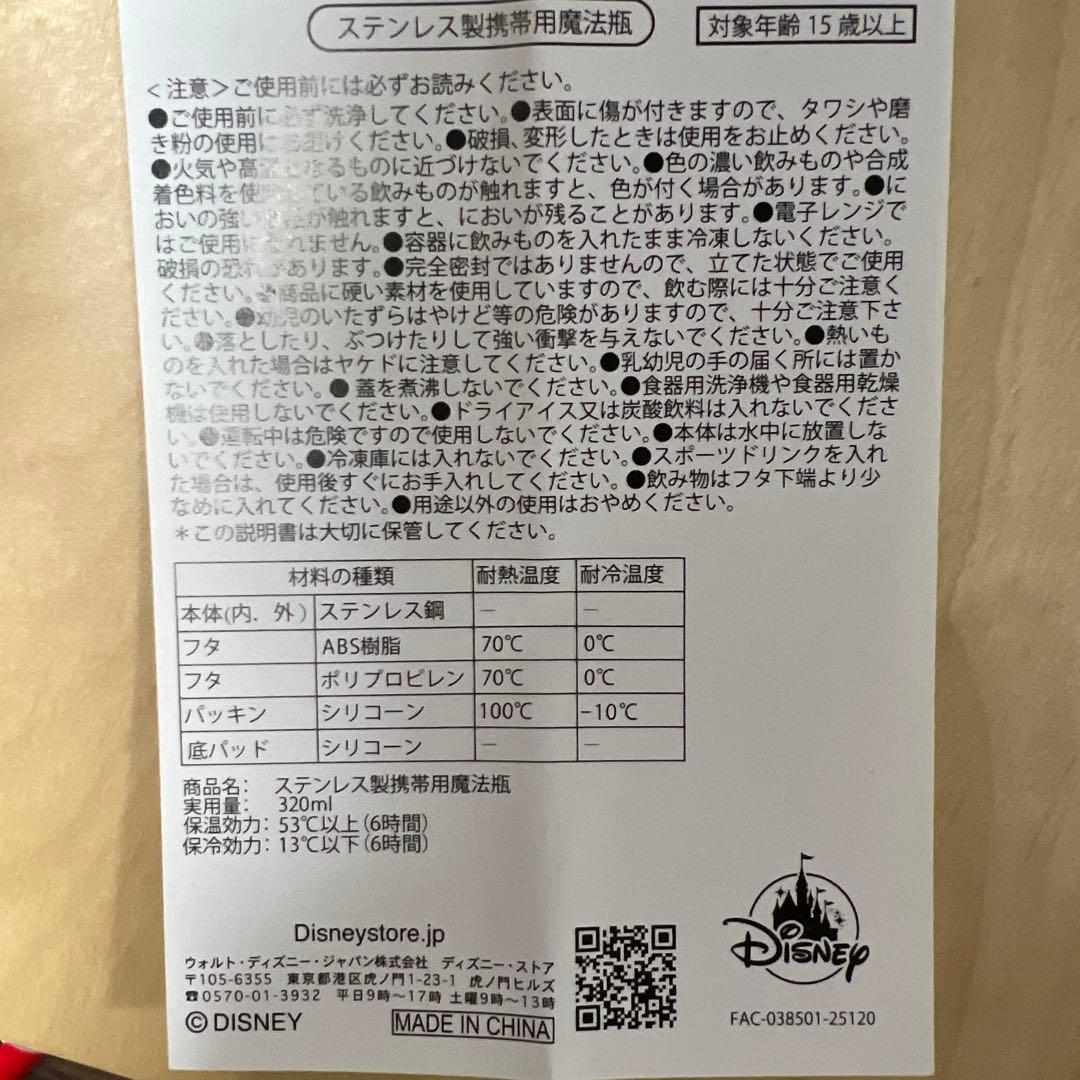 ステンレス製携帯用魔法瓶
対象年齢 15 歳以上
<注意>ご使用前には必ずお読みください。
●ご使用前に必ず洗浄してください。●表面に傷が付きますので、タワシや磨
き粉の使用はお避けください。●破損、変形したときは使用をお止めください。
●火気や高温になるものに近づけないでください。●色の濃い飲みものや合成
着色料を使用している飲みものが触れますと、色が付く場合があります。●に
おいの強い が触れますと、においが残ることがあります。●電子レンジで
はご使用になれません。●容器に飲みものを入れたまま冷凍しないください。
破損の恐れがあります。●完全密封ではありませんので、立てた状態でご使用
ください。●商品に硬い素材を使用していますので、飲む際には十分ご注意く
ださい。●幼児のいたずらはやけど等の危険がありますので、十分ご注意下さ
い。●落としたり、ぶつけたりして強い衝撃を与えないでください。●熱いも
のを入れた場合はヤケドに注意してください。●乳幼児の手の届く所には置か
ないでください。● 蓋を煮沸しないでください。●食器用洗浄機や食器用乾燥
機は使用しないでください。●ドライアイス又は炭酸飲料は入れないでくださ
い。●運転中は危険ですので使用しないでください。●本体は水中に放置しな
いでください。●冷凍庫には入れないでください。●スポーツドリンクを入れ
た場合は、使用後すぐにお手入れしてください。●飲み物はフタ下端より少
なめに入れてください。●用途以外の使用はおやめください。
＊この説明書は大切に保管してください。
材料の種類 耐熱温度 耐冷温度
本体(内．外) ステンレス鋼 － －
フタ ABS樹脂 70℃ 0℃
フタ ポリプロピレン 70℃ 0℃
パッキン シリコーン 100℃ -10℃
底パッド シリコーン － －
商品名： ステンレス製携帯用魔法瓶
実用量： 320ml
保温効力：53℃以上(6時間)
保冷効力：13℃以下(6時間)
Disneystore.jp
ウォルト・ディズニー・ジャパン株式会社 ディズニー・ストア
〒105-6355 東京都港区虎ノ門1-23-1 虎ノ門ヒルズ
☎0570-01-3932 平日9時～17時 土曜9時～13時
©DISNEY
MADE IN CHINA
DISNEY
FAC-038501-25120